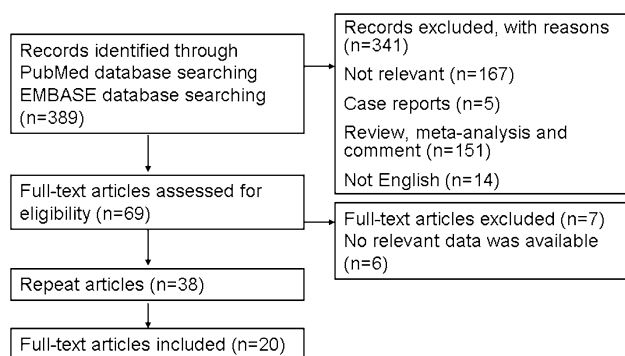 Records identified through
PubMed database searching
EMBASE database searching
(n=389)
Records excluded, with reasons
(n=341)
Not relevant (n=167)
Case reports (n=5)
Review, meta-analysis and
comment (n=151)
Not English (n=14)
Full-text articles assessed for
eligibility (n=69)
Full-text articles excluded (n=7)
No relevant data was available
(n=6)
Repeat articles (n=38)
Full-text articles included (n=20)